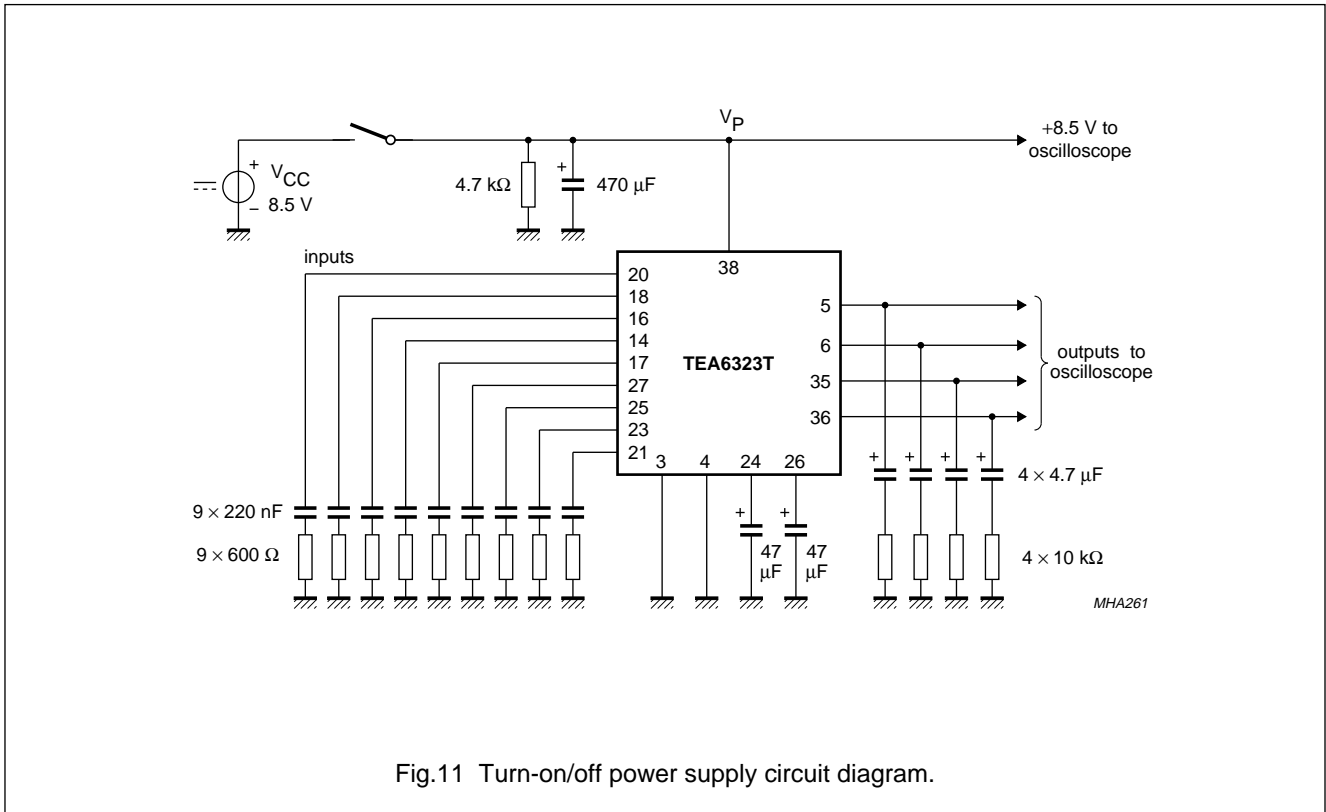 V_P
+8.5 V to
oscilloscope
+
V_CC
8.5 V
−
4.7 kΩ
+
470 μF
inputs
38
20
18
16
14
17
27
25
23
21
TEA6323T
5
6
35
36
outputs to
oscilloscope
3
4
24
26
9 × 220 nF
9 × 600 Ω
+
47
μF
+
47
μF
+
+
+
+
4 × 4.7 μF
4 × 10 kΩ
MHA261
Fig.11 Turn-on/off power supply circuit diagram.